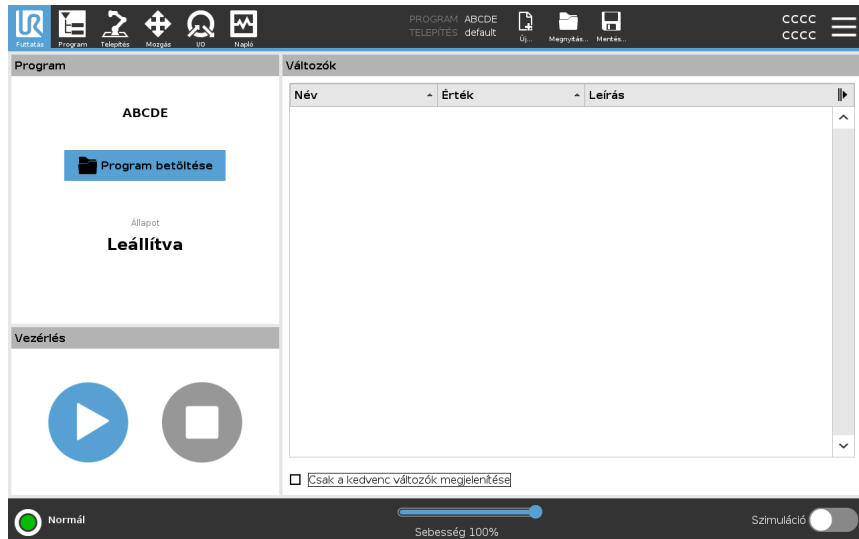 UR
Futtatás
Program
Telepítés
Mozgás
I/O
Napló
PROGRAM ABCDE
TELEPÍTÉS default
Új...
Megnyitás...
Mentés...
cccc
cccc
Program
ABCDE
Program betöltése
Állapot
Leállítva
Vezérlés
Változók
Név
Érték
Leírás
Csak a kedvenc változók megjelenítése
Normál
Sebesség 100%
Szimuláció